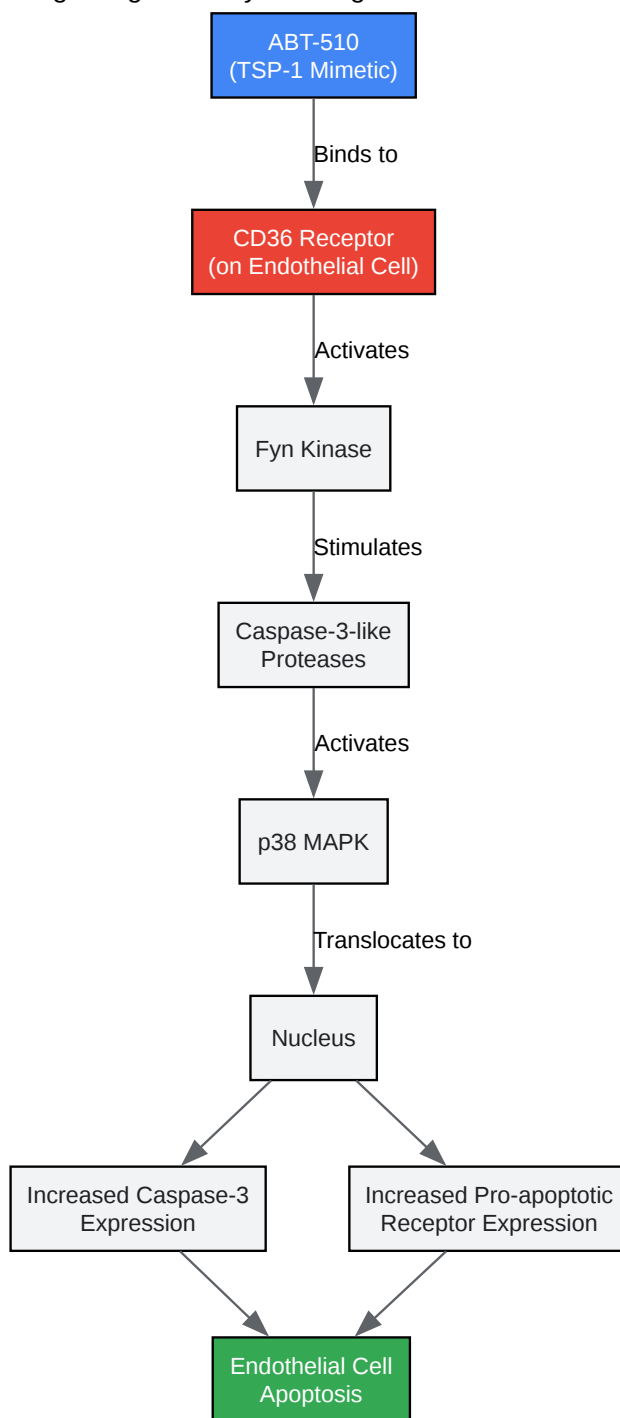 ABT-510
(TSP-1 Mimetic)
Binds to
CD36 Receptor
(on Endothelial Cell)
Activates
Fyn Kinase
Stimulates
Caspase-3-like
Proteases
Activates
p38 MAPK
Translocates to
Nucleus
Increased Caspase-3
Expression
Increased Pro-apoptotic
Receptor Expression
Endothelial Cell
Apoptosis